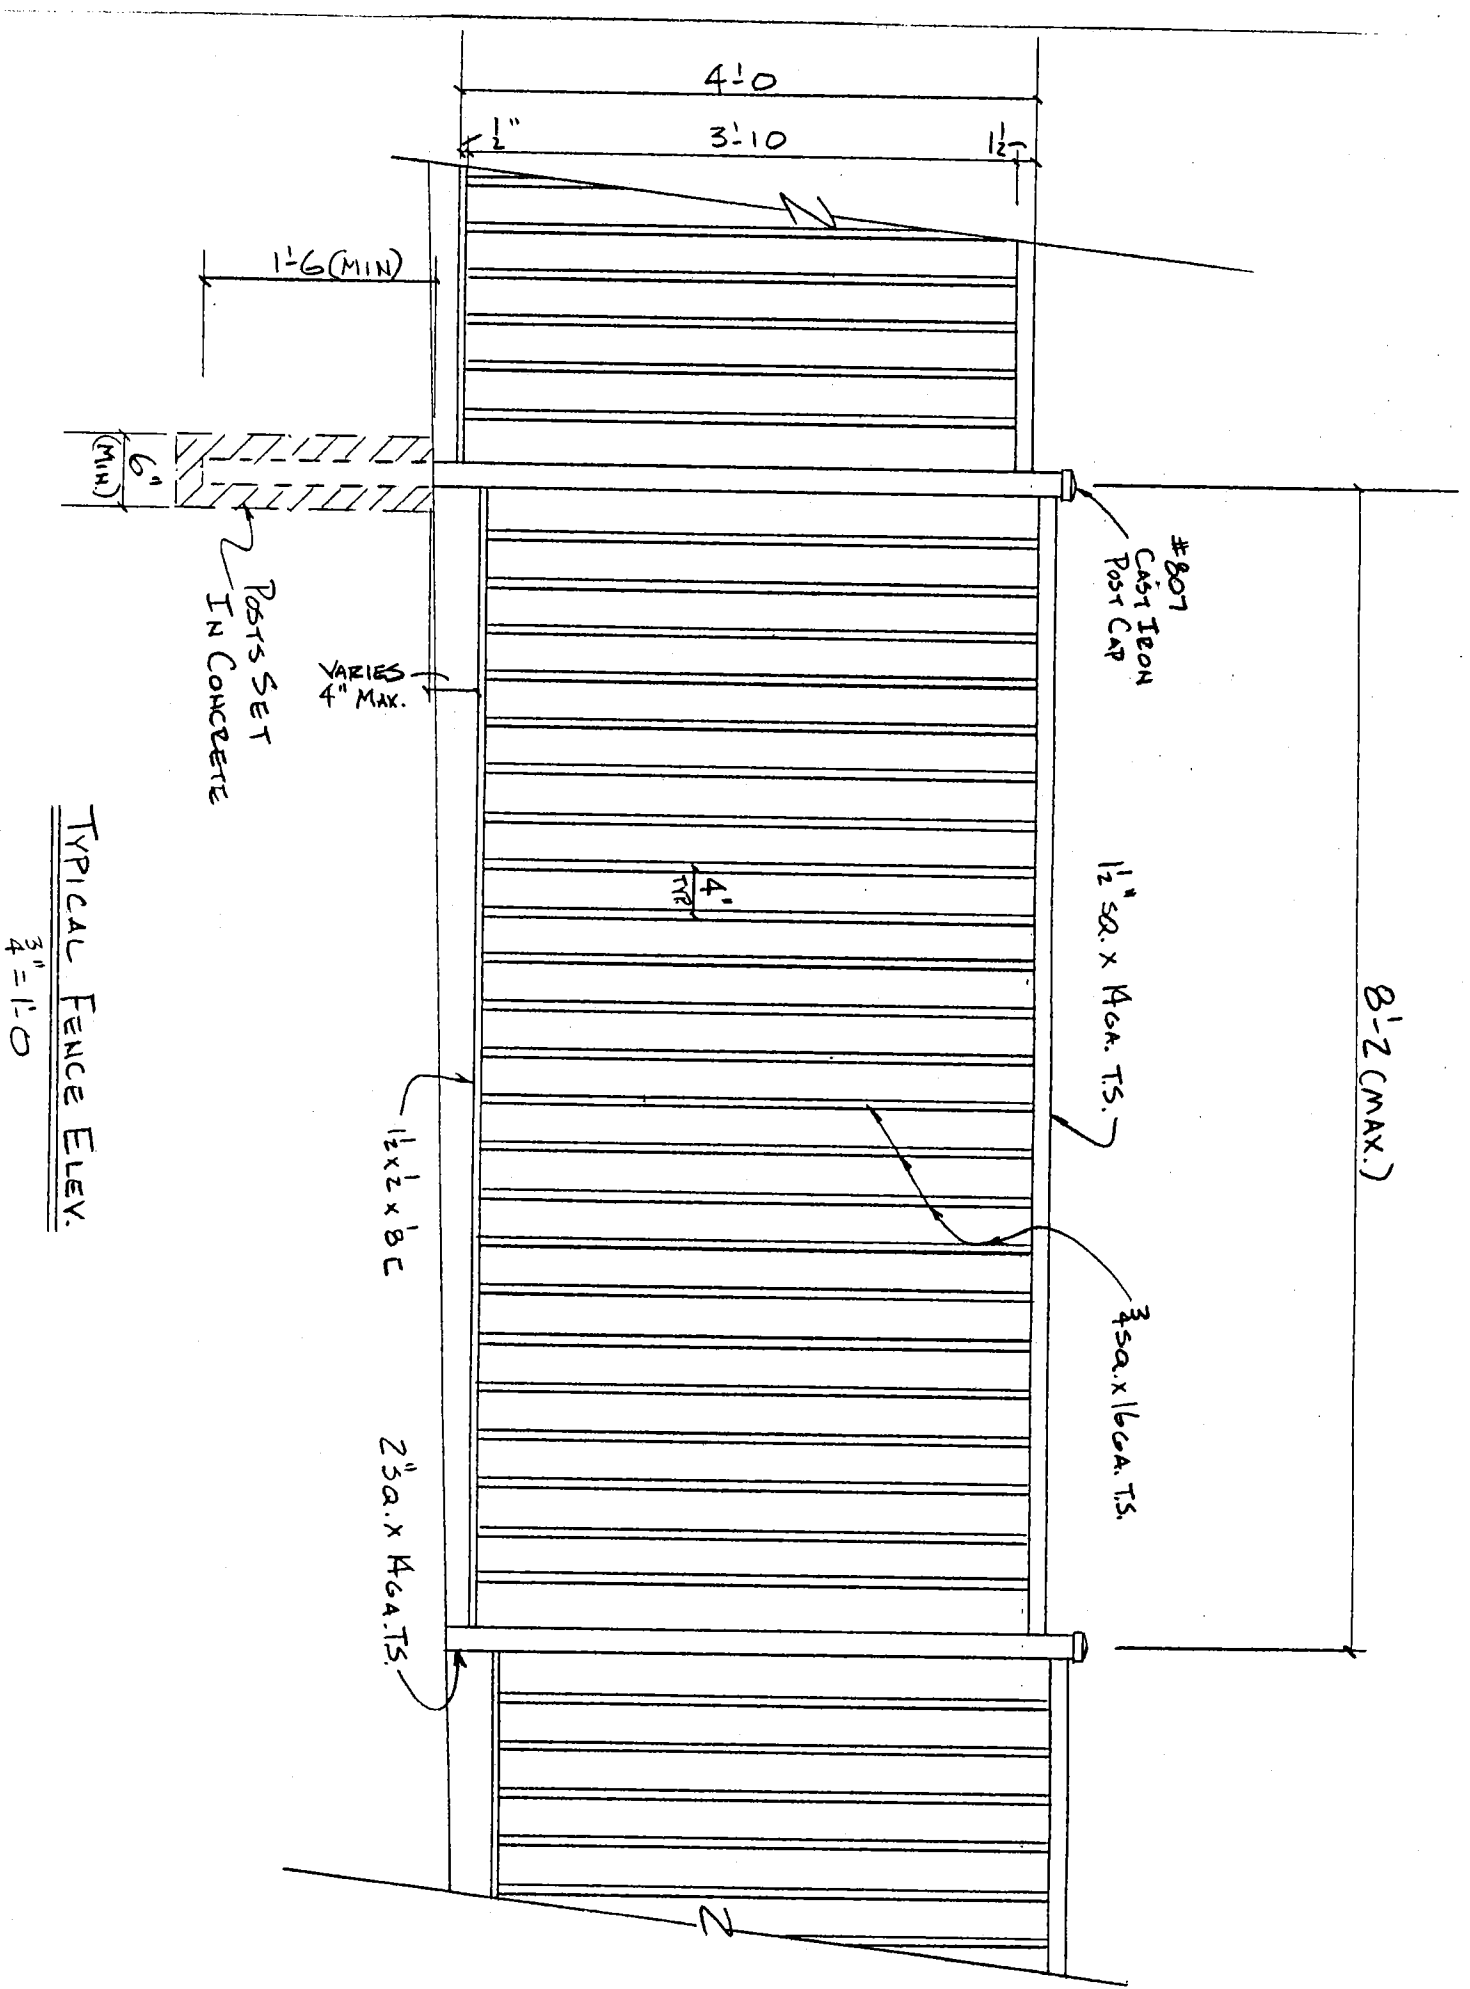 4'-0
3'-10
1/2"
1 1/2
1'-6 (MIN)
6"
(MIN.)
POSTS SET
IN CONCRETE
#807
CAST IRON
POST CAP
8'-2 (MAX.)
VARIES
4" MAX.
4"
TYP.
1 1/2" SQ. X 14 GA. T.S.
3/4 SQ. X 16 GA. T.S.
1 1/2 X 1/2 X 1/8 C
2" SQ. X 14 GA. T.S.
TYPICAL FENCE ELEV.
3/4" = 1'-0